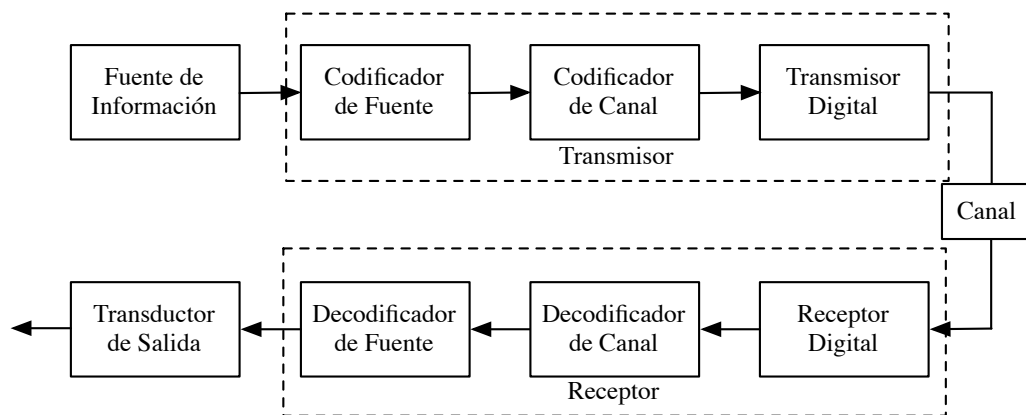 Fuente de
Información
Codificador
de Fuente
Codificador
de Canal
Transmisor
Digital
Transmisor
Canal
Transductor
de Salida
Decodificador
de Fuente
Decodificador
de Canal
Receptor
Digital
Receptor